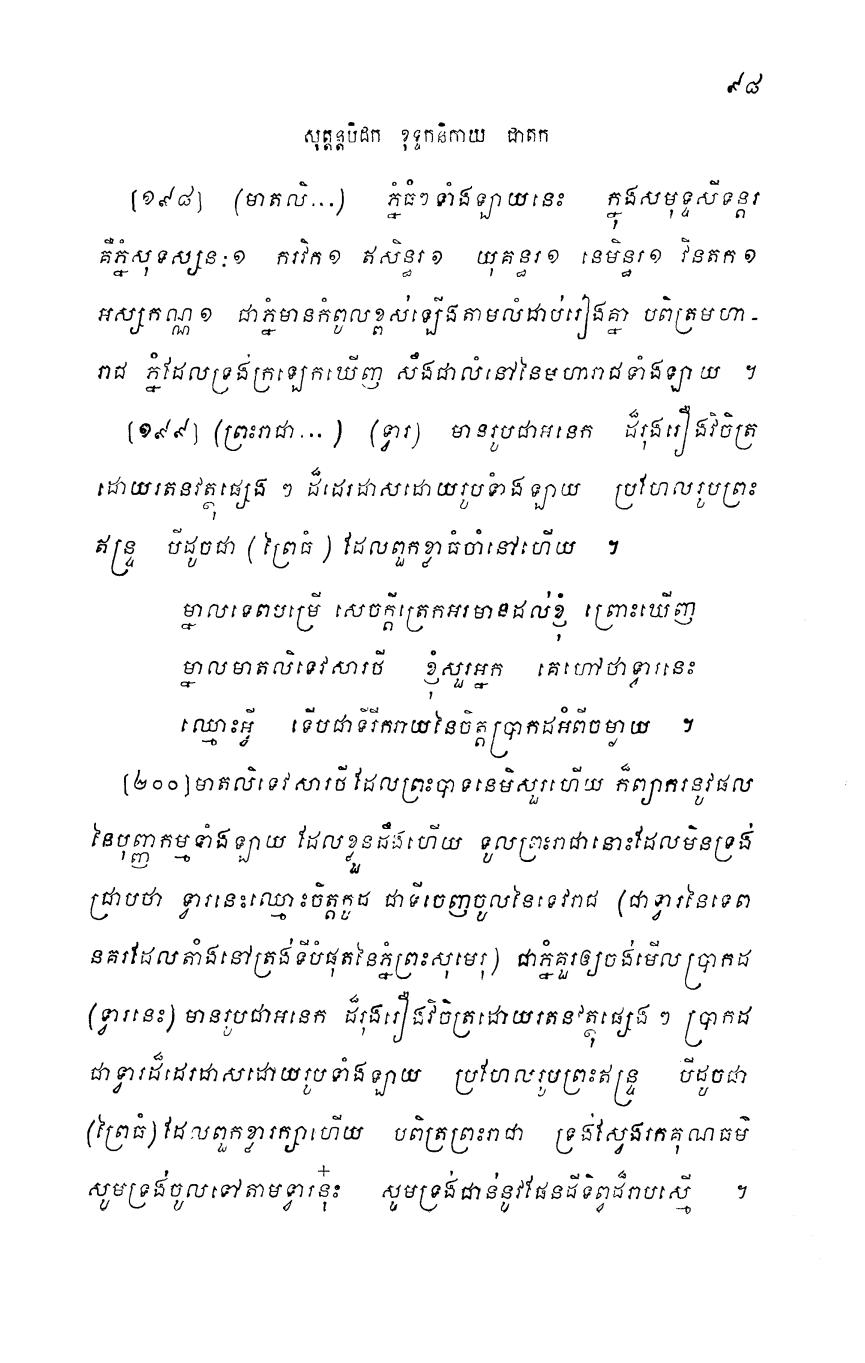 ៩៨
សុត្តន្តបិដក ខុទ្ទកនិកាយ ជាតក
[១៩៨] (មាតលិ...) ភ្នំធំៗទាំងឡាយនេះ ក្នុងសមុទ្ទសីទន្តរ
គឺភ្នំសុទស្សនៈ១ ករវិក១ ឥសិន្ធរ១ យុគន្ធរ១ នេមិន្ធរ១ វិនតក១
អស្សកណ្ណ១ ជាភ្នំមានកំពូលខ្ពស់ឡើងតាមលំដាប់រៀងគ្នា បពិត្រមហា-
រាជ ភ្នំដែលទ្រង់ក្រឡេកឃើញ សឹងជាលំនៅនៃមហារាជទាំងឡាយ ។
[១៩៩] (ព្រះរាជា...) (ទ្វារ) មានរូបជាអនេក ដ៏រុងរឿងវិចិត្រ
ដោយរតនវត្ថុផ្សេង ៗ ដ៏ដេរដាសដោយរូបទំាងឡាយ ប្រហែលរូបព្រះ
ឥន្ទ្រ បីដូចជា (ព្រៃធំ) ដែលពួកខ្លាធំចាំនៅហើយ ។
ម្នាលទេពបម្រើ សេចក្តីត្រេកអរមានដល់ខ្ញុំ ព្រោះឃើញ
ម្នាលមាតលិទេវសារថី ខ្ញុំសួរអ្នក គេហៅថាទ្វារនេះ
ឈ្មោះអ្វី ទើបជាទីរីករាយនៃចិត្តប្រាកដអំពីចម្ងាយ ។
[២០០] មាតលិទេវសារថីដែលព្រះបាទនេមិសួរហើយ ក៏ព្យាករនូវផល
នៃបុញ្ញកម្មទាំងឡាយ ដែលខ្លួនដឹងហើយ ទូលព្រះរាជានោះដែលមិនទ្រង់
ជ្រាបថា ទ្វារនេះឈ្មោះចិត្តកូដ ជាទីចេញចូលនៃទេវរាជ (ជាទ្វារនៃទេព
នគរដែលតាំងនៅត្រង់ទីបំផុតនៃភ្នំព្រះសុមេរុ) ជាភ្នំគួរឲ្យចង់មើលប្រាកដ
(ទ្វារនេះ) មានរូបជាអនេក ដ៏រុងរឿងវិចិត្រដោយរតនវត្ថុផ្សេង ៗ ប្រាកដ
ជាទ្វារដ៏ដេរដាសដោយរូបទាំងឡាយ ប្រហែលរូបព្រះឥន្ទ្រ បីដូចជា
(ព្រៃធំ) ដែលពួកខ្លារក្សាហើយ បពិត្រព្រះរាជា ទ្រង់ស្វែងរកគុណធម៌
សូមទ្រង់ចូលទៅតាមទ្វារនុ៎ះ សូមទ្រង់ជាន់នូវផែនដីទិព្វដ៏រាបស្មើ ។